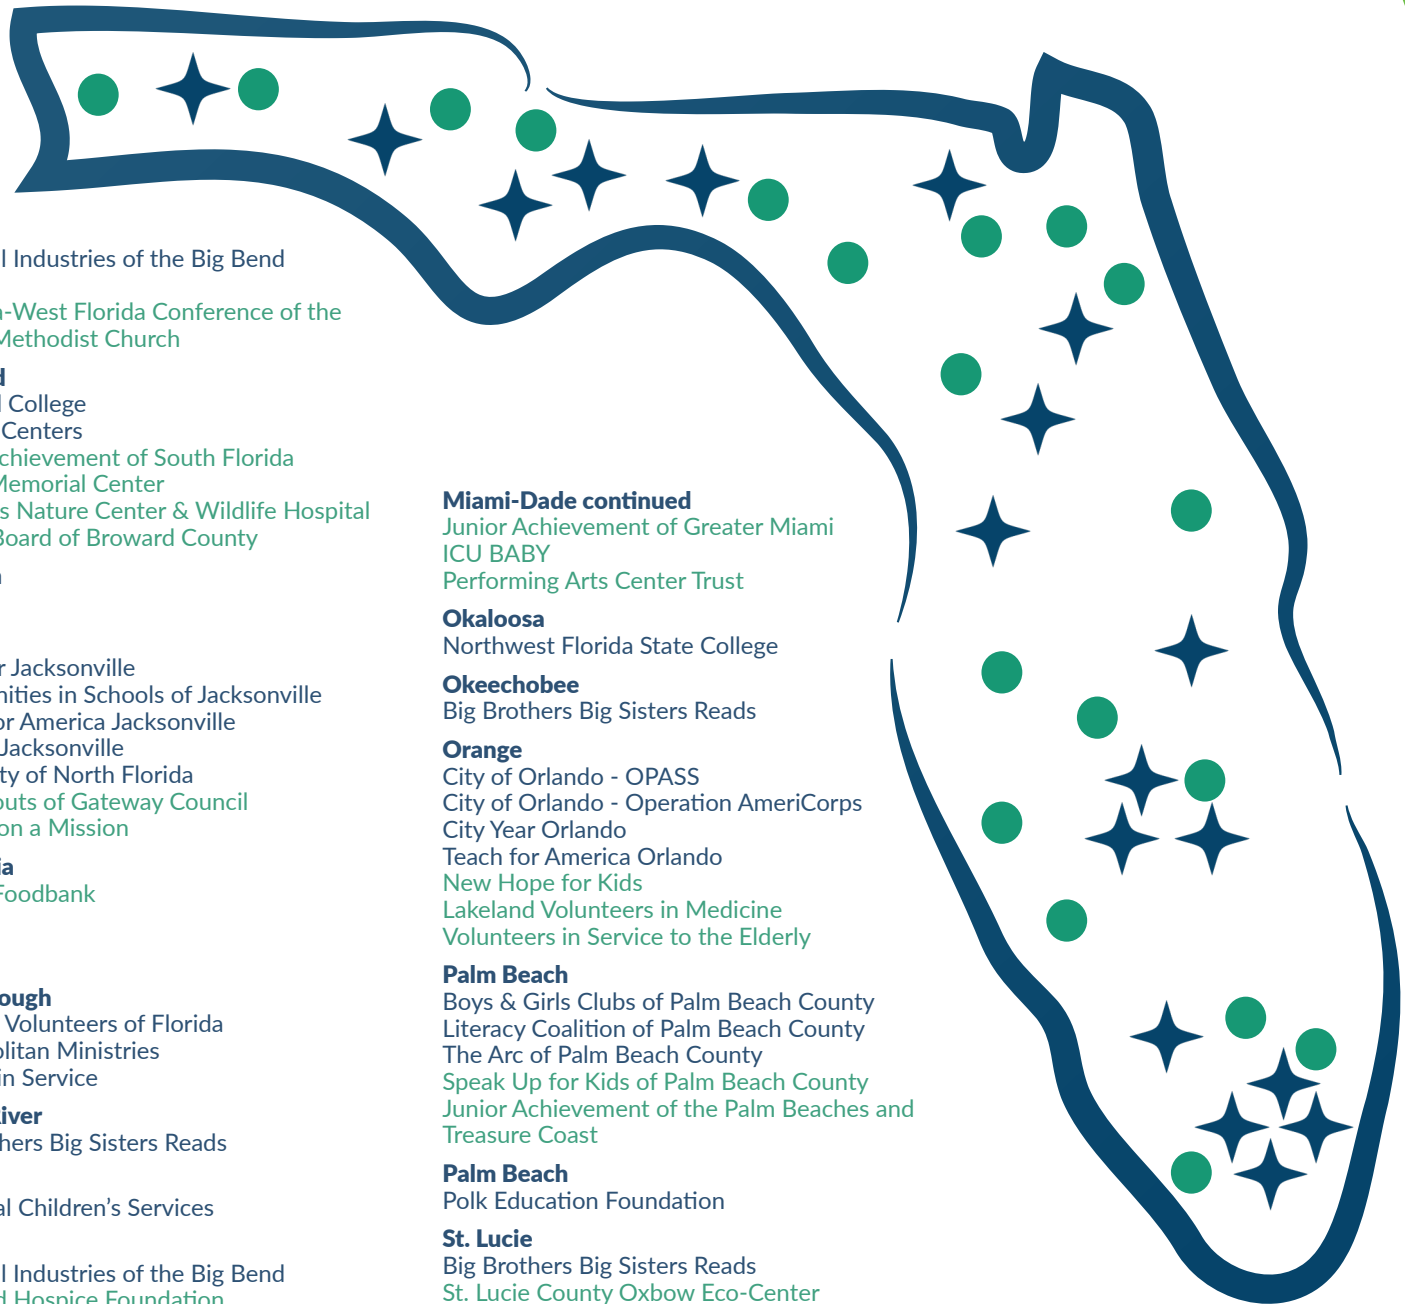 l Industries of the Big Bend
-West Florida Conference of the
Methodist Church
d
l College
Centers
chievement of South Florida
Memorial Center
s Nature Center & Wildlife Hospital
Board of Broward County
r Jacksonville
nities in Schools of Jacksonville
or America Jacksonville
Jacksonville
ty of North Florida
outs of Gateway Council
on a Mission
ia
Foodbank
ough
Volunteers of Florida
olitan Ministries
in Service
River
hers Big Sisters Reads
al Children's Services
l Industries of the Big Bend
d Hospice Foundation
Miami-Dade continued
Junior Achievement of Greater Miami
ICU BABY
Performing Arts Center Trust
Okaloosa
Northwest Florida State College
Okeechobee
Big Brothers Big Sisters Reads
Orange
City of Orlando - OPASS
City of Orlando - Operation AmeriCorps
City Year Orlando
Teach for America Orlando
New Hope for Kids
Lakeland Volunteers in Medicine
Volunteers in Service to the Elderly
Palm Beach
Boys & Girls Clubs of Palm Beach County
Literacy Coalition of Palm Beach County
The Arc of Palm Beach County
Speak Up for Kids of Palm Beach County
Junior Achievement of the Palm Beaches and
Treasure Coast
Palm Beach
Polk Education Foundation
St. Lucie
Big Brothers Big Sisters Reads
St. Lucie County Oxbow Eco-Center